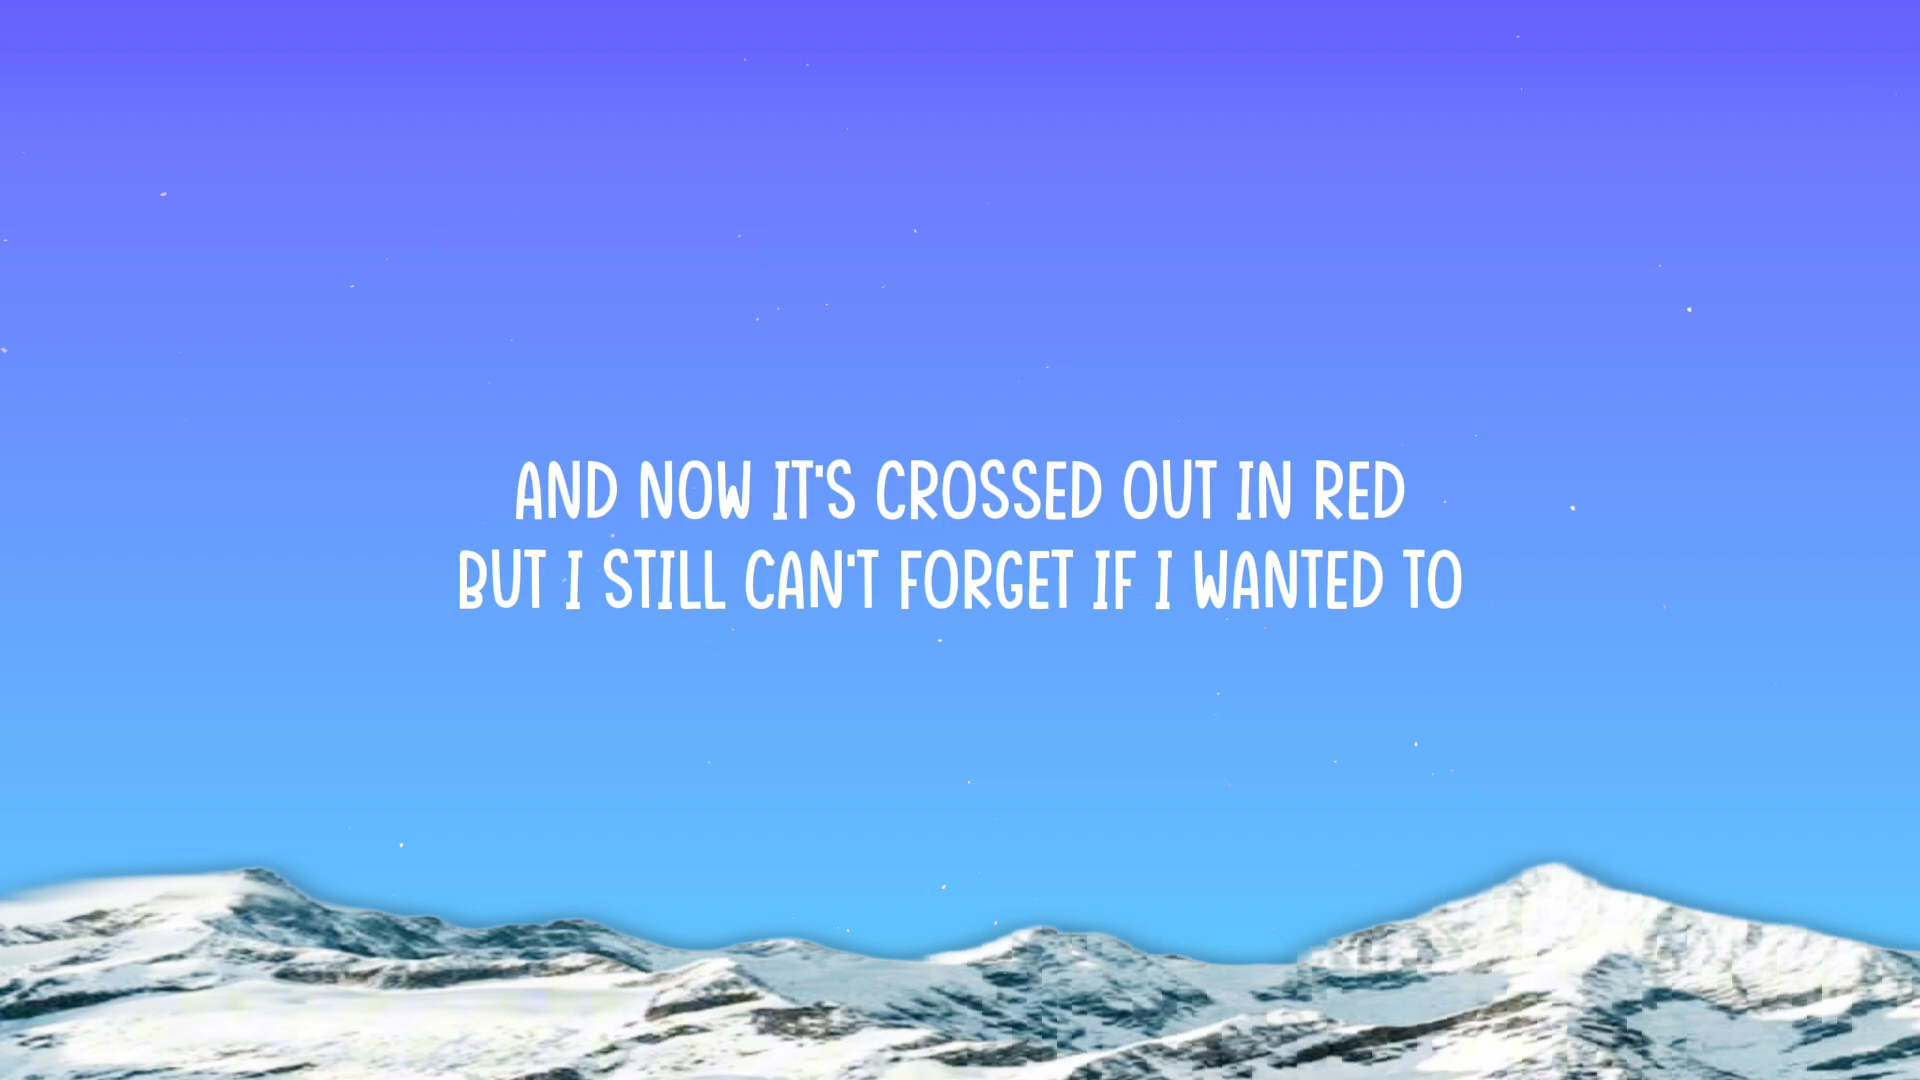 AND NOW IT'S CROSSED OUT IN RED
BUT I STILL CAN'T FORGET IF I WANTED TO